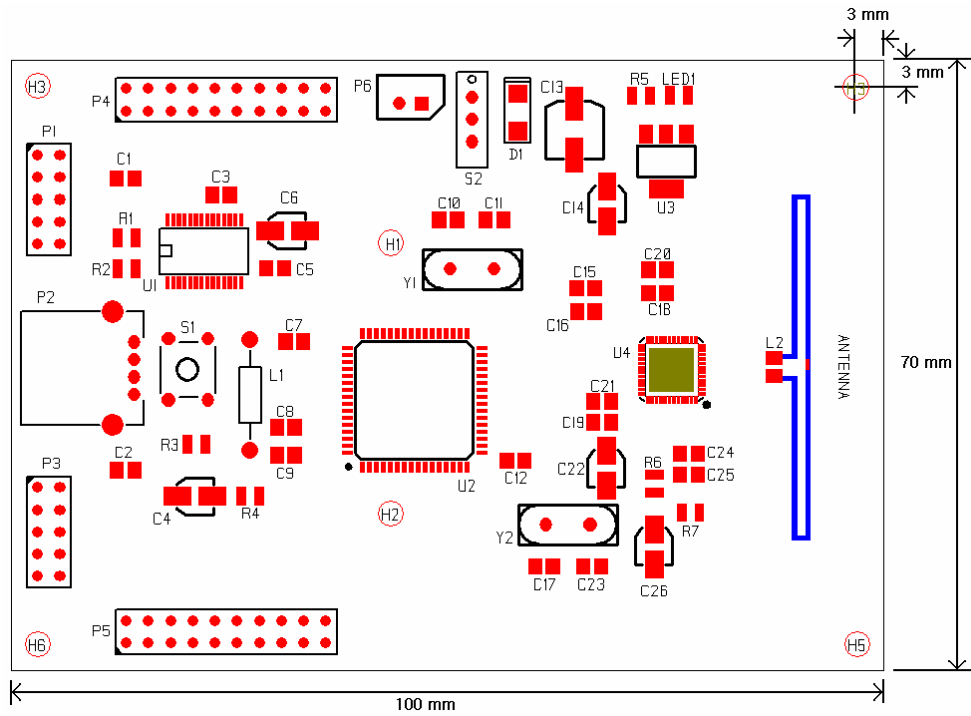 3 mm
3 mm
H3
P4
P6
C13
R5
LED1
H3
P1
D1
S2
C1
C3
C14
U3
C6
C10
C11
R1
H1
R2
U1
C5
Y1
C20
C15
C18
P2
S1
C16
C7
U4
L2
ANTENNA
70 mm
L1
C21
C8
C19
R3
C9
C2
C12
C22
R6
C24
C25
P3
U2
C4
R4
H2
Y2
R7
C17
C23
C26
P5
H6
H5
100 mm